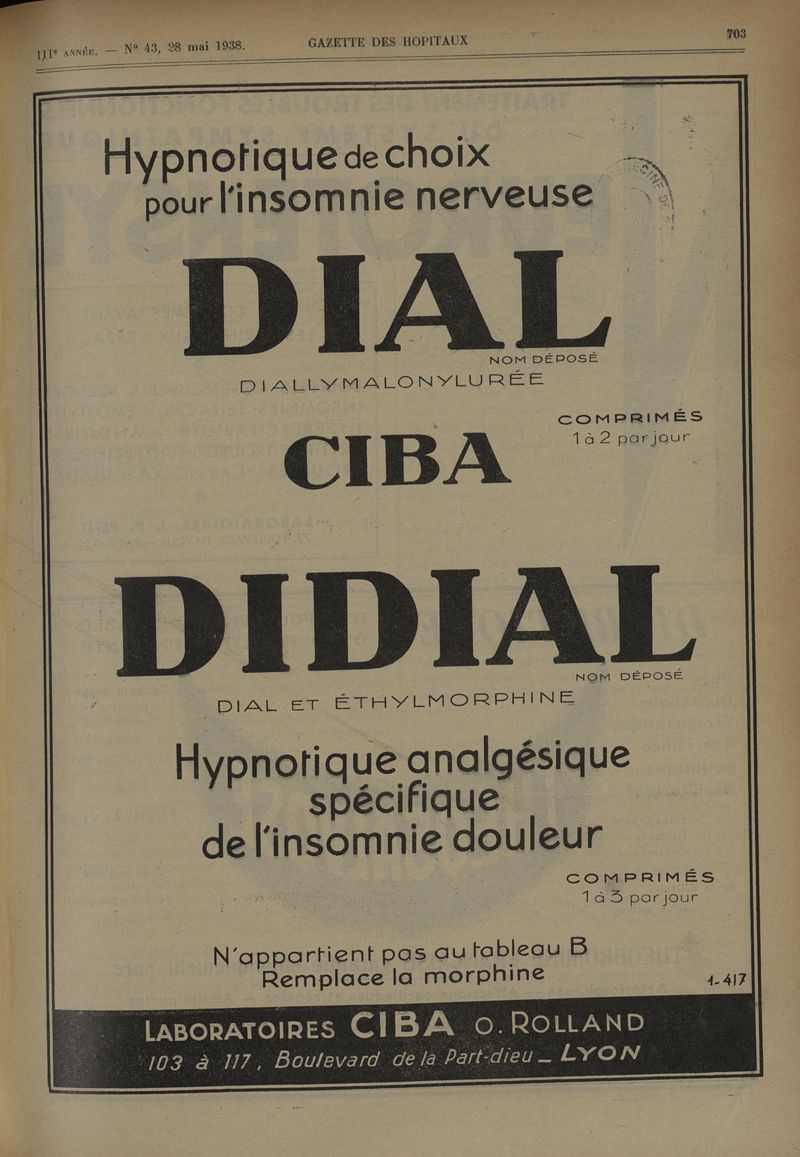 111e ANNÉE. — N° 43, 28 mai 1938.
GAZETTE DES HOPITAUX
703
Hypnotique de choix
pour l'insomnie nerveuse
DIAL
NOM DÉPOSÉ
DIALLYMALONYLURÉE
COMPRIMÉS
1 à 2 par jour
CIBA
DIDIAL
NOM DÉPOSÉ
DIAL ET ÉTHYLMORPHINE
Hypnotique analgésique
spécifique
de l'insomnie douleur
COMPRIMÉS
1 à 3 par jour
N'appartient pas au tableau B
Remplace la morphine
1-417
LABORATOIRES CIBA O. ROLLAND
103 à 117, Boulevard de la Part-dieu _ LYON